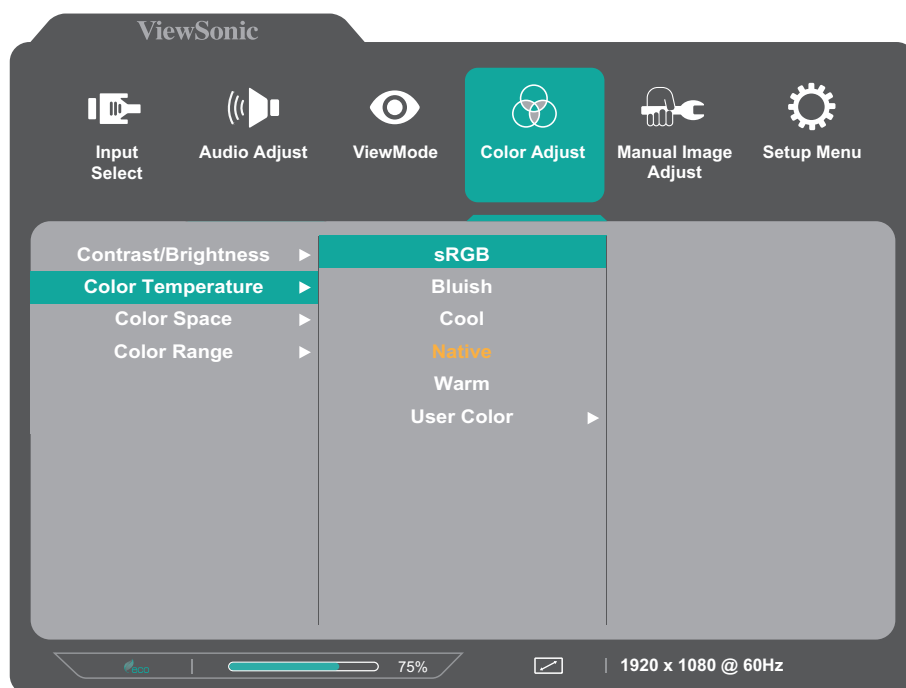 ViewSonic
Input
Select
Audio Adjust
ViewMode
Color Adjust
Manual Image
Adjust
Setup Menu
Contrast/Brightness
Color Temperature
Color Space
Color Range
sRGB
Bluish
Cool
Native
Warm
User Color
eco
75%
1920 x 1080 @ 60Hz